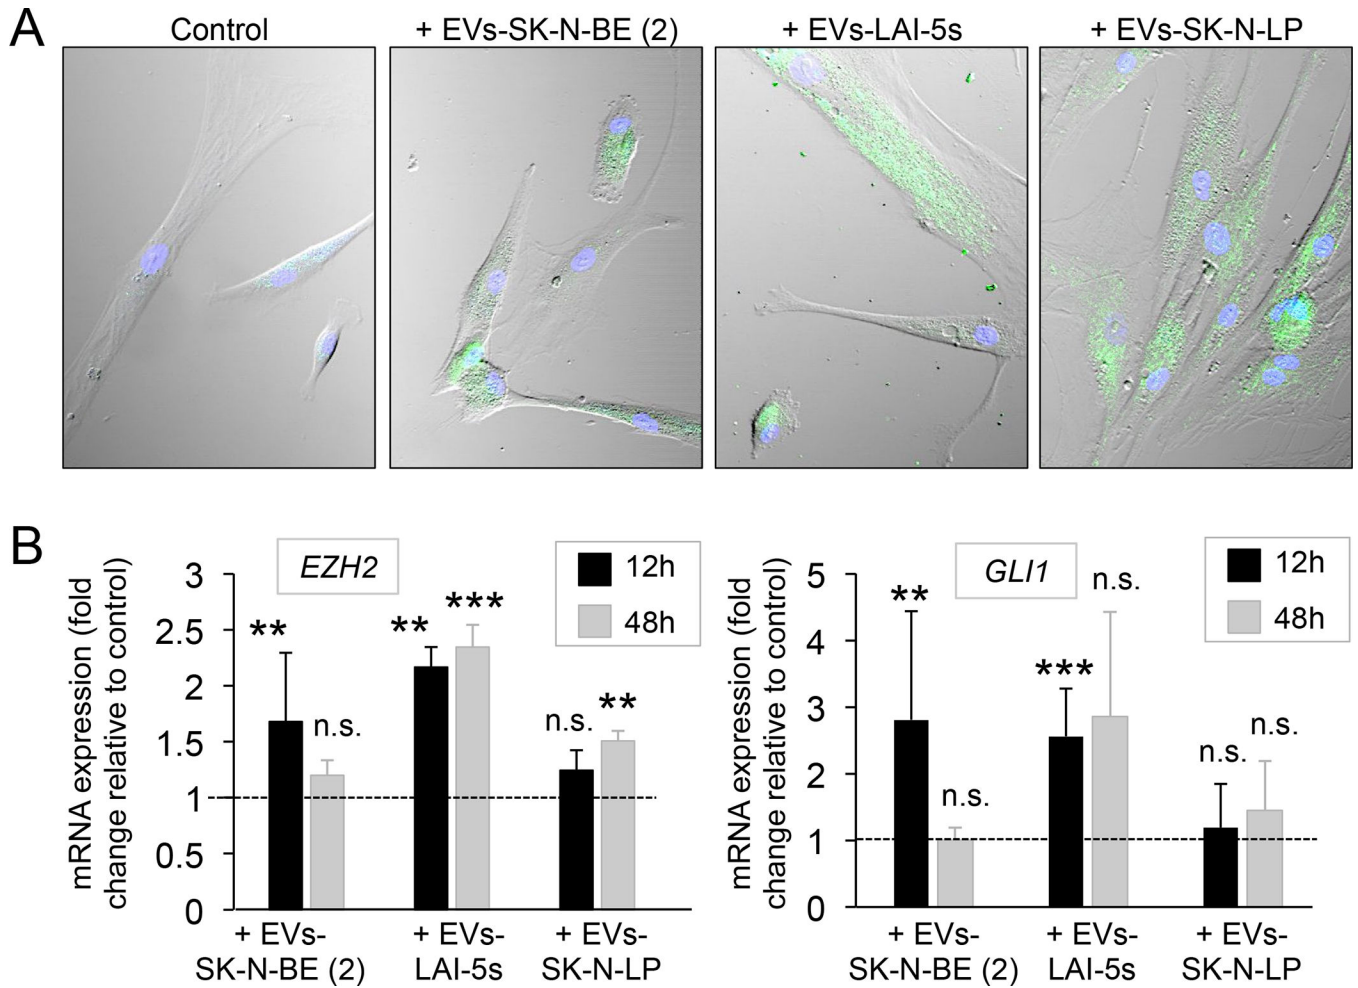 A
Control
+ EVs-SK-N-BE (2)
+ EVs-LAI-5s
+ EVs-SK-N-LP
B
mRNA expression (fold
change relative to control)
EZH2
12h
48h
3
2.5
2
1.5
1
0.5
0
**
n.s.
**
***
n.s.
**
+ EVs-
SK-N-BE (2)
+ EVs-
LAI-5s
+ EVs-
SK-N-LP
mRNA expression (fold
change relative to control)
GLI1
12h
48h
5
4
3
2
1
0
**
n.s.
***
n.s.
n.s.
n.s.
+ EVs-
SK-N-BE (2)
+ EVs-
LAI-5s
+ EVs-
SK-N-LP